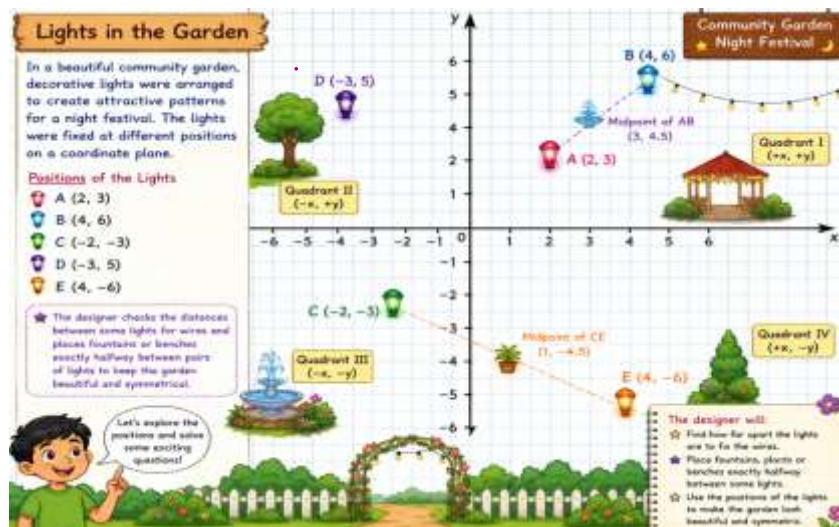 Lights in the Garden
In a beautiful community garden,
decorative lights were arranged
to create attractive patterns
for a night festival. The lights
were fixed at different positions
on a coordinate plane.
Positions of the Lights
A (2, 3)
B (4, 6)
C (−2, −3)
D (−3, 5)
E (4, −6)
The designer checks the distances
between some lights for wires and
places fountains or benches
exactly halfway between pairs
of lights to keep the garden
beautiful and symmetrical.
Let's explore the
positions and solve
some exciting
questions!
Community Garden
Night Festival
y
6
5
4
3
2
1
D (−3, 5)
B (4, 6)
Midpoint of AB
(3, 4.5)
A (2, 3)
Quadrant I
(+x, +y)
Quadrant II
(−x, +y)
−6 −5 −4 −3 −2 −1 0 1 2 3 4 5 6 x
−1
−2
−3
−4
−5
−6
C (−2, −3)
Midpoint of CE
(1, −4.5)
E (4, −6)
Quadrant III
(−x, −y)
Quadrant IV
(+x, −y)
The designer will:
Find how far apart the lights
are to fix the wires.
Place fountains, plants or
benches exactly halfway
between some lights.
Use the positions of the lights
to make the garden look
beautiful and symmetric.